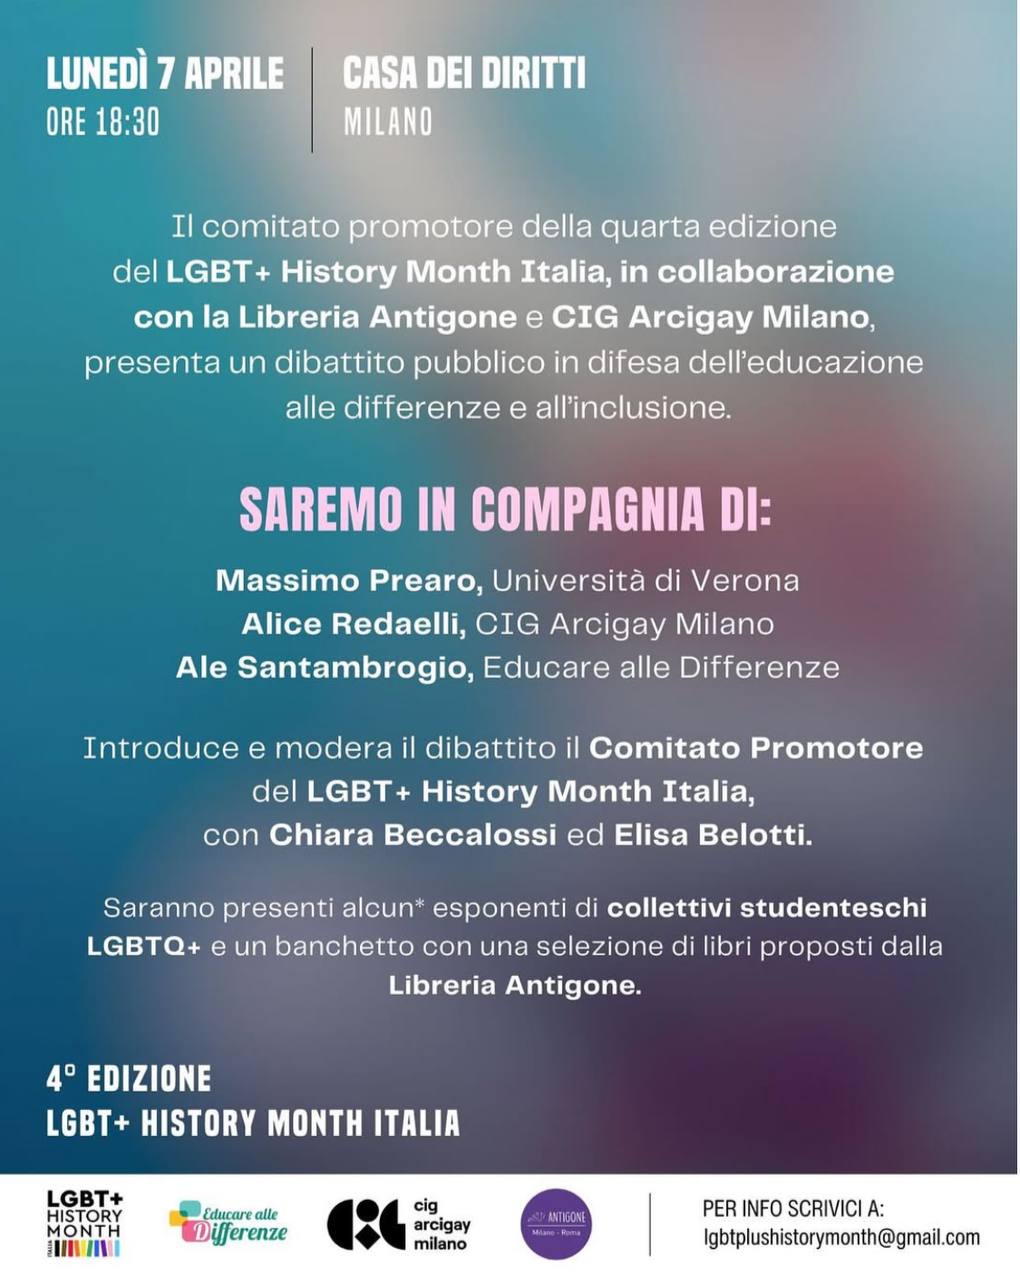 LUNEDÌ 7 APRILE
ORE 18:30
CASA DEI DIRITTI
MILANO
Il comitato promotore della quarta edizione
del LGBT+ History Month Italia, in collaborazione
con la Libreria Antigone e CIG Arcigay Milano,
presenta un dibattito pubblico in difesa dell'educazione
alle differenze e all'inclusione.
SAREMO IN COMPAGNIA DI:
Massimo Prearo, Università di Verona
Alice Redaelli, CIG Arcigay Milano
Ale Santambrogio, Educare alle Differenze
Introduce e modera il dibattito il Comitato Promotore
del LGBT+ History Month Italia,
con Chiara Beccalossi ed Elisa Belotti.
Saranno presenti alcun* esponenti di collettivi studenteschi
LGBTQ+ e un banchetto con una selezione di libri proposti dalla
Libreria Antigone.
4° EDIZIONE
LGBT+ HISTORY MONTH ITALIA
LGBT+
HISTORY
MONTH
ITALIA
Educare alle
Differenze
CIG
cig
arcigay
milano
ANTIGONE
Milano - Roma
PER INFO SCRIVICI A:
lgbtplushistorymonth@gmail.com